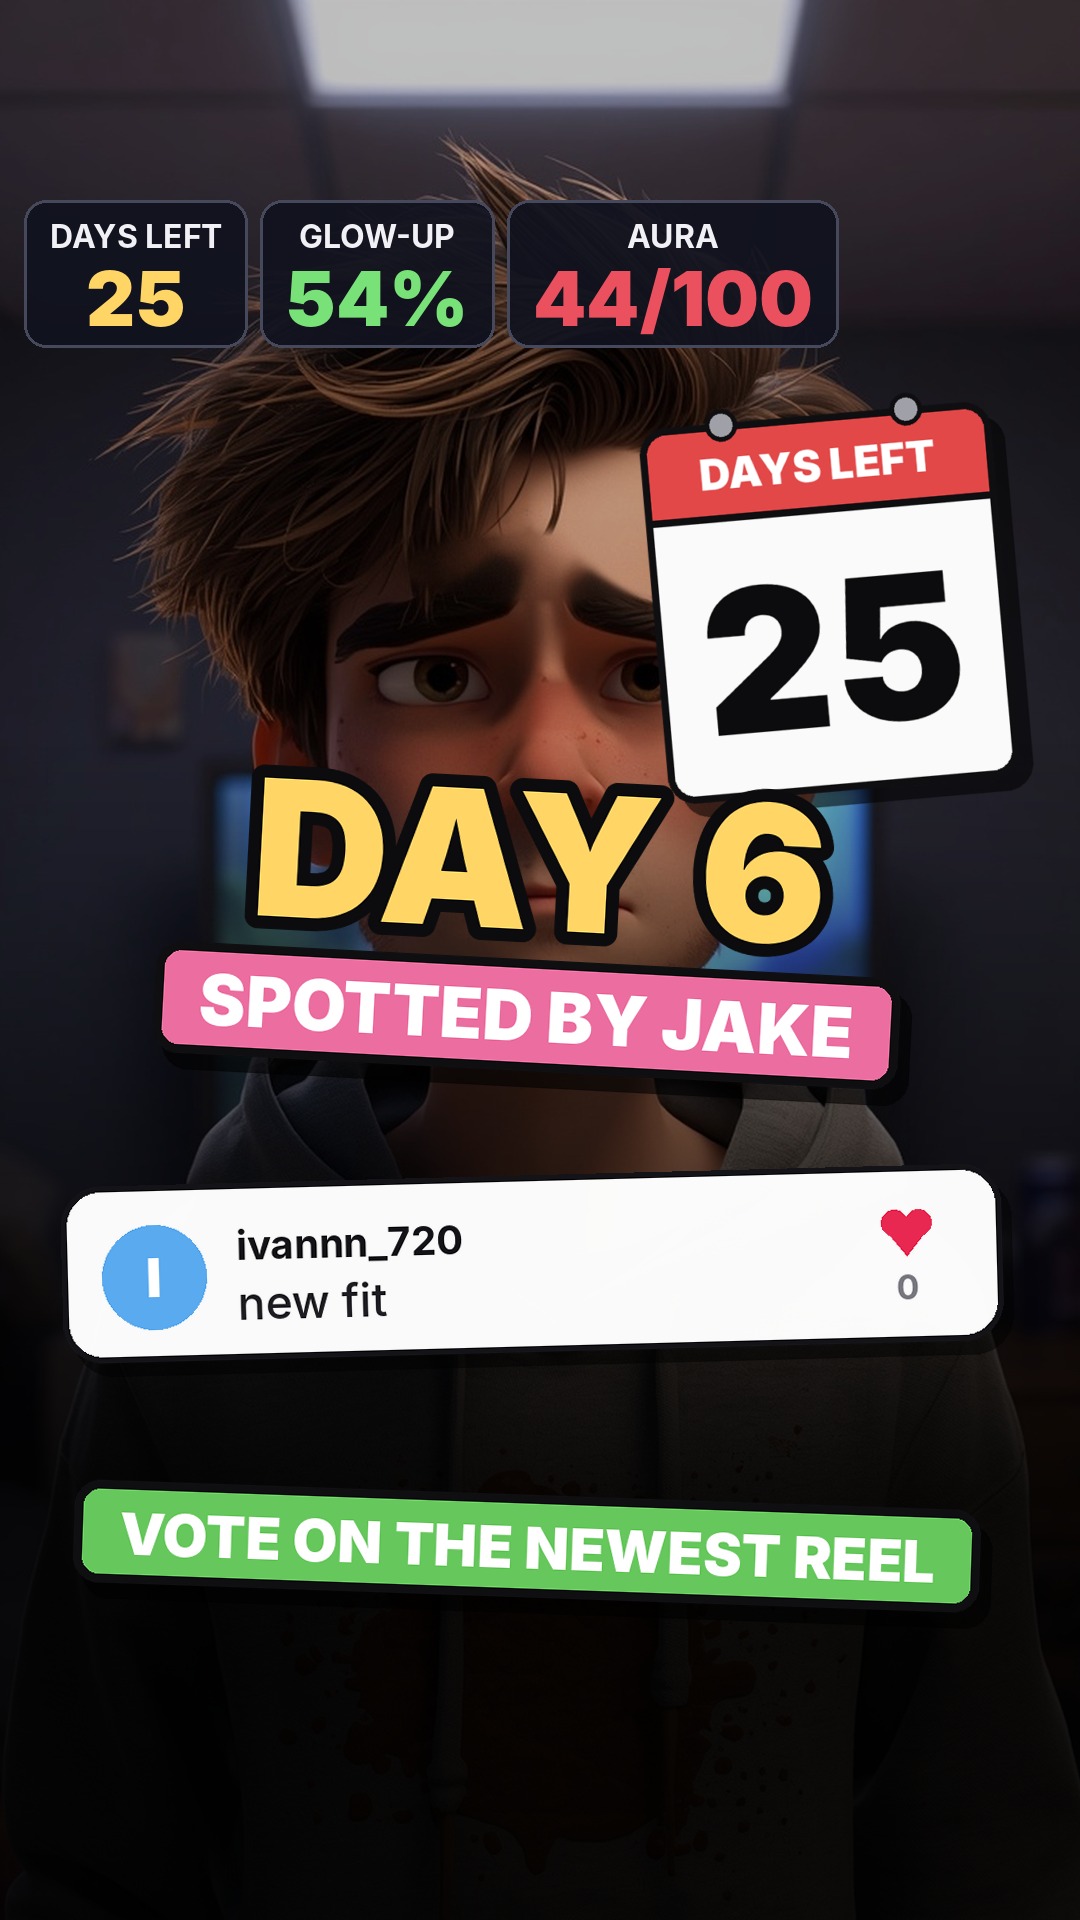 DAYS LEFT
25
GLOW-UP
54%
AURA
44/100
DAYS LEFT
25
DAY 6
SPOTTED BY JAKE
I
ivannn_720
new fit
0
VOTE ON THE NEWEST REEL